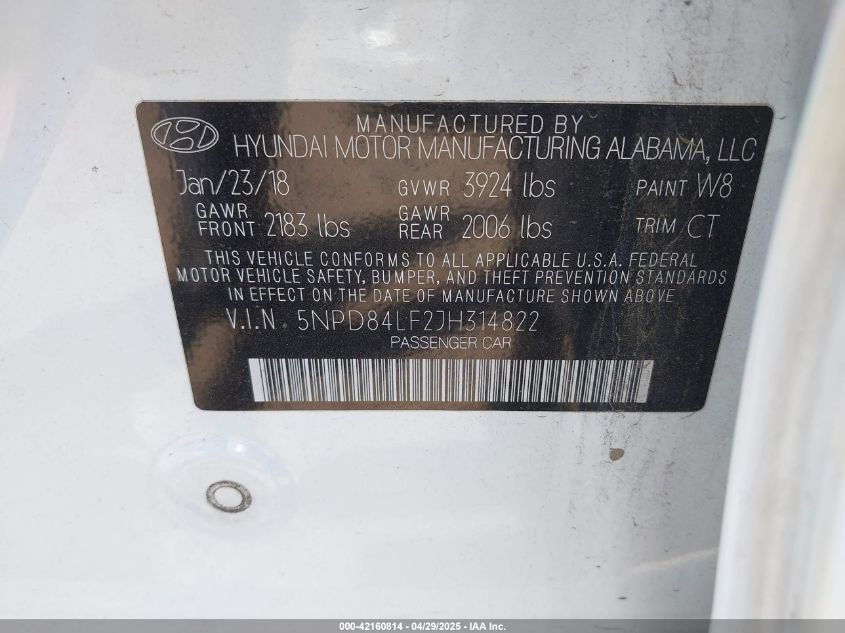 MANUFACTURED BY
HYUNDAI MOTOR MANUFACTURING ALABAMA, LLC
Jan/23/18 GVWR 3924 lbs PAINT W8
GAWR FRONT 2183 lbs GAWR REAR 2006 lbs TRIM CT
THIS VEHICLE CONFORMS TO ALL APPLICABLE U.S.A. FEDERAL
MOTOR VEHICLE SAFETY, BUMPER, AND THEFT PREVENTION STANDARDS
IN EFFECT ON THE DATE OF MANUFACTURE SHOWN ABOVE.
V.I.N. 5NPD84LF2JH314822
PASSENGER CAR
000-42160814 - 04/29/2025 - IAA Inc.